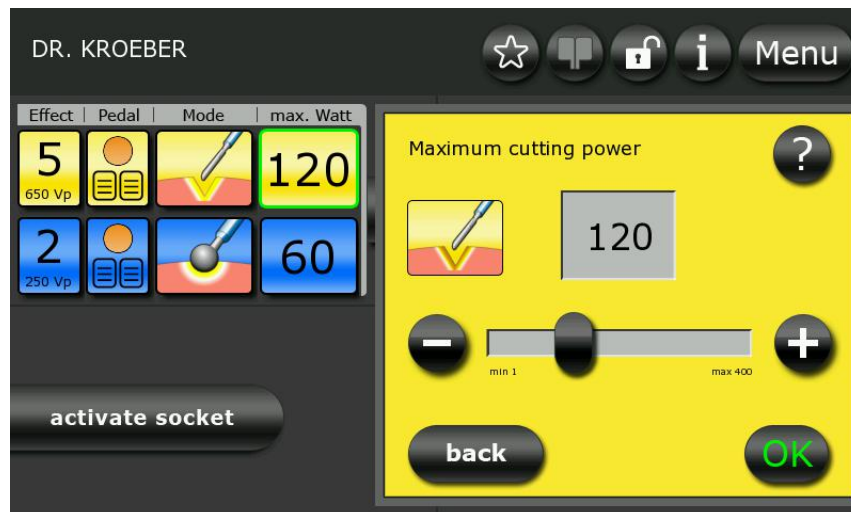 DR. KROEBER
i
Menu
Effect | Pedal | Mode | max. Watt
5
650 Vp
120
2
250 Vp
60
activate socket
Maximum cutting power
?
120
−
+
min 1
max 400
back
OK